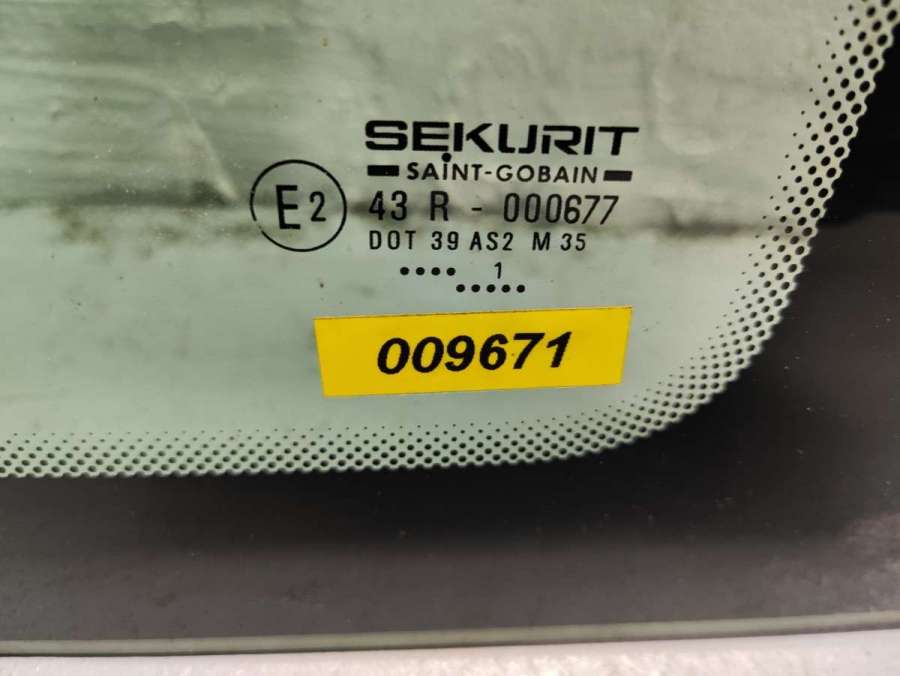 SEKURIT
SAINT-GOBAIN
E2 43 R - 000677
DOT 39 AS2 M 35
•••• 1
•••••
009671